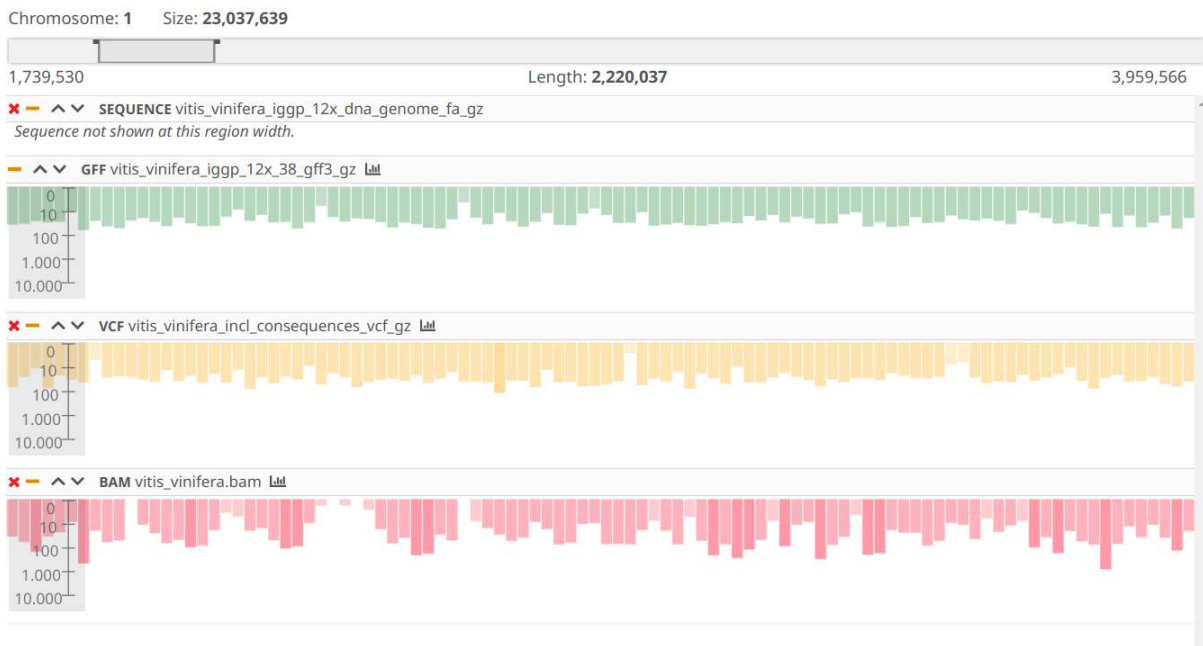 Chromosome: 1 Size: 23,037,639
1,739,530 Length: 2,220,037 3,959,566
SEQUENCE vitis_vinifera_iggp_12x_dna_genome_fa_gz
Sequence not shown at this region width.
GFF vitis_vinifera_iggp_12x_38_gff3_gz
0
10
100
1.000
10.000
VCF vitis_vinifera_incl_consequences_vcf_gz
0
10
100
1.000
10.000
BAM vitis_vinifera.bam
0
10
100
1.000
10.000